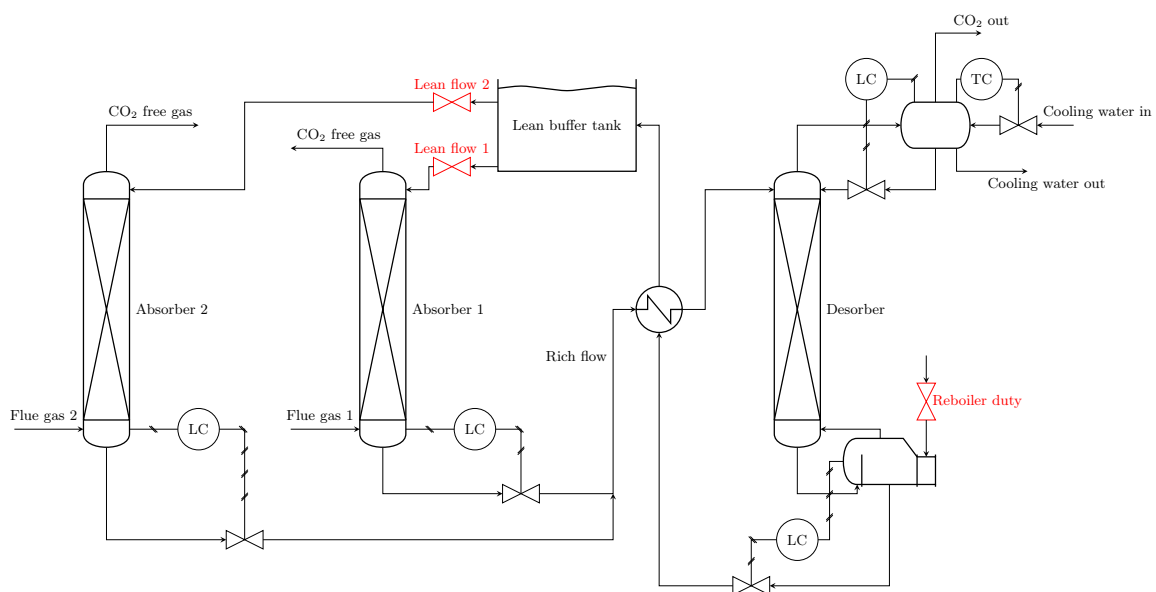 CO₂ out
LC
TC
Lean flow 2
CO₂ free gas
Cooling water in
Lean buffer tank
CO₂ free gas
Lean flow 1
Cooling water out
Absorber 2
Absorber 1
Desorber
Rich flow
Reboiler duty
Flue gas 2
Flue gas 1
LC
LC
LC